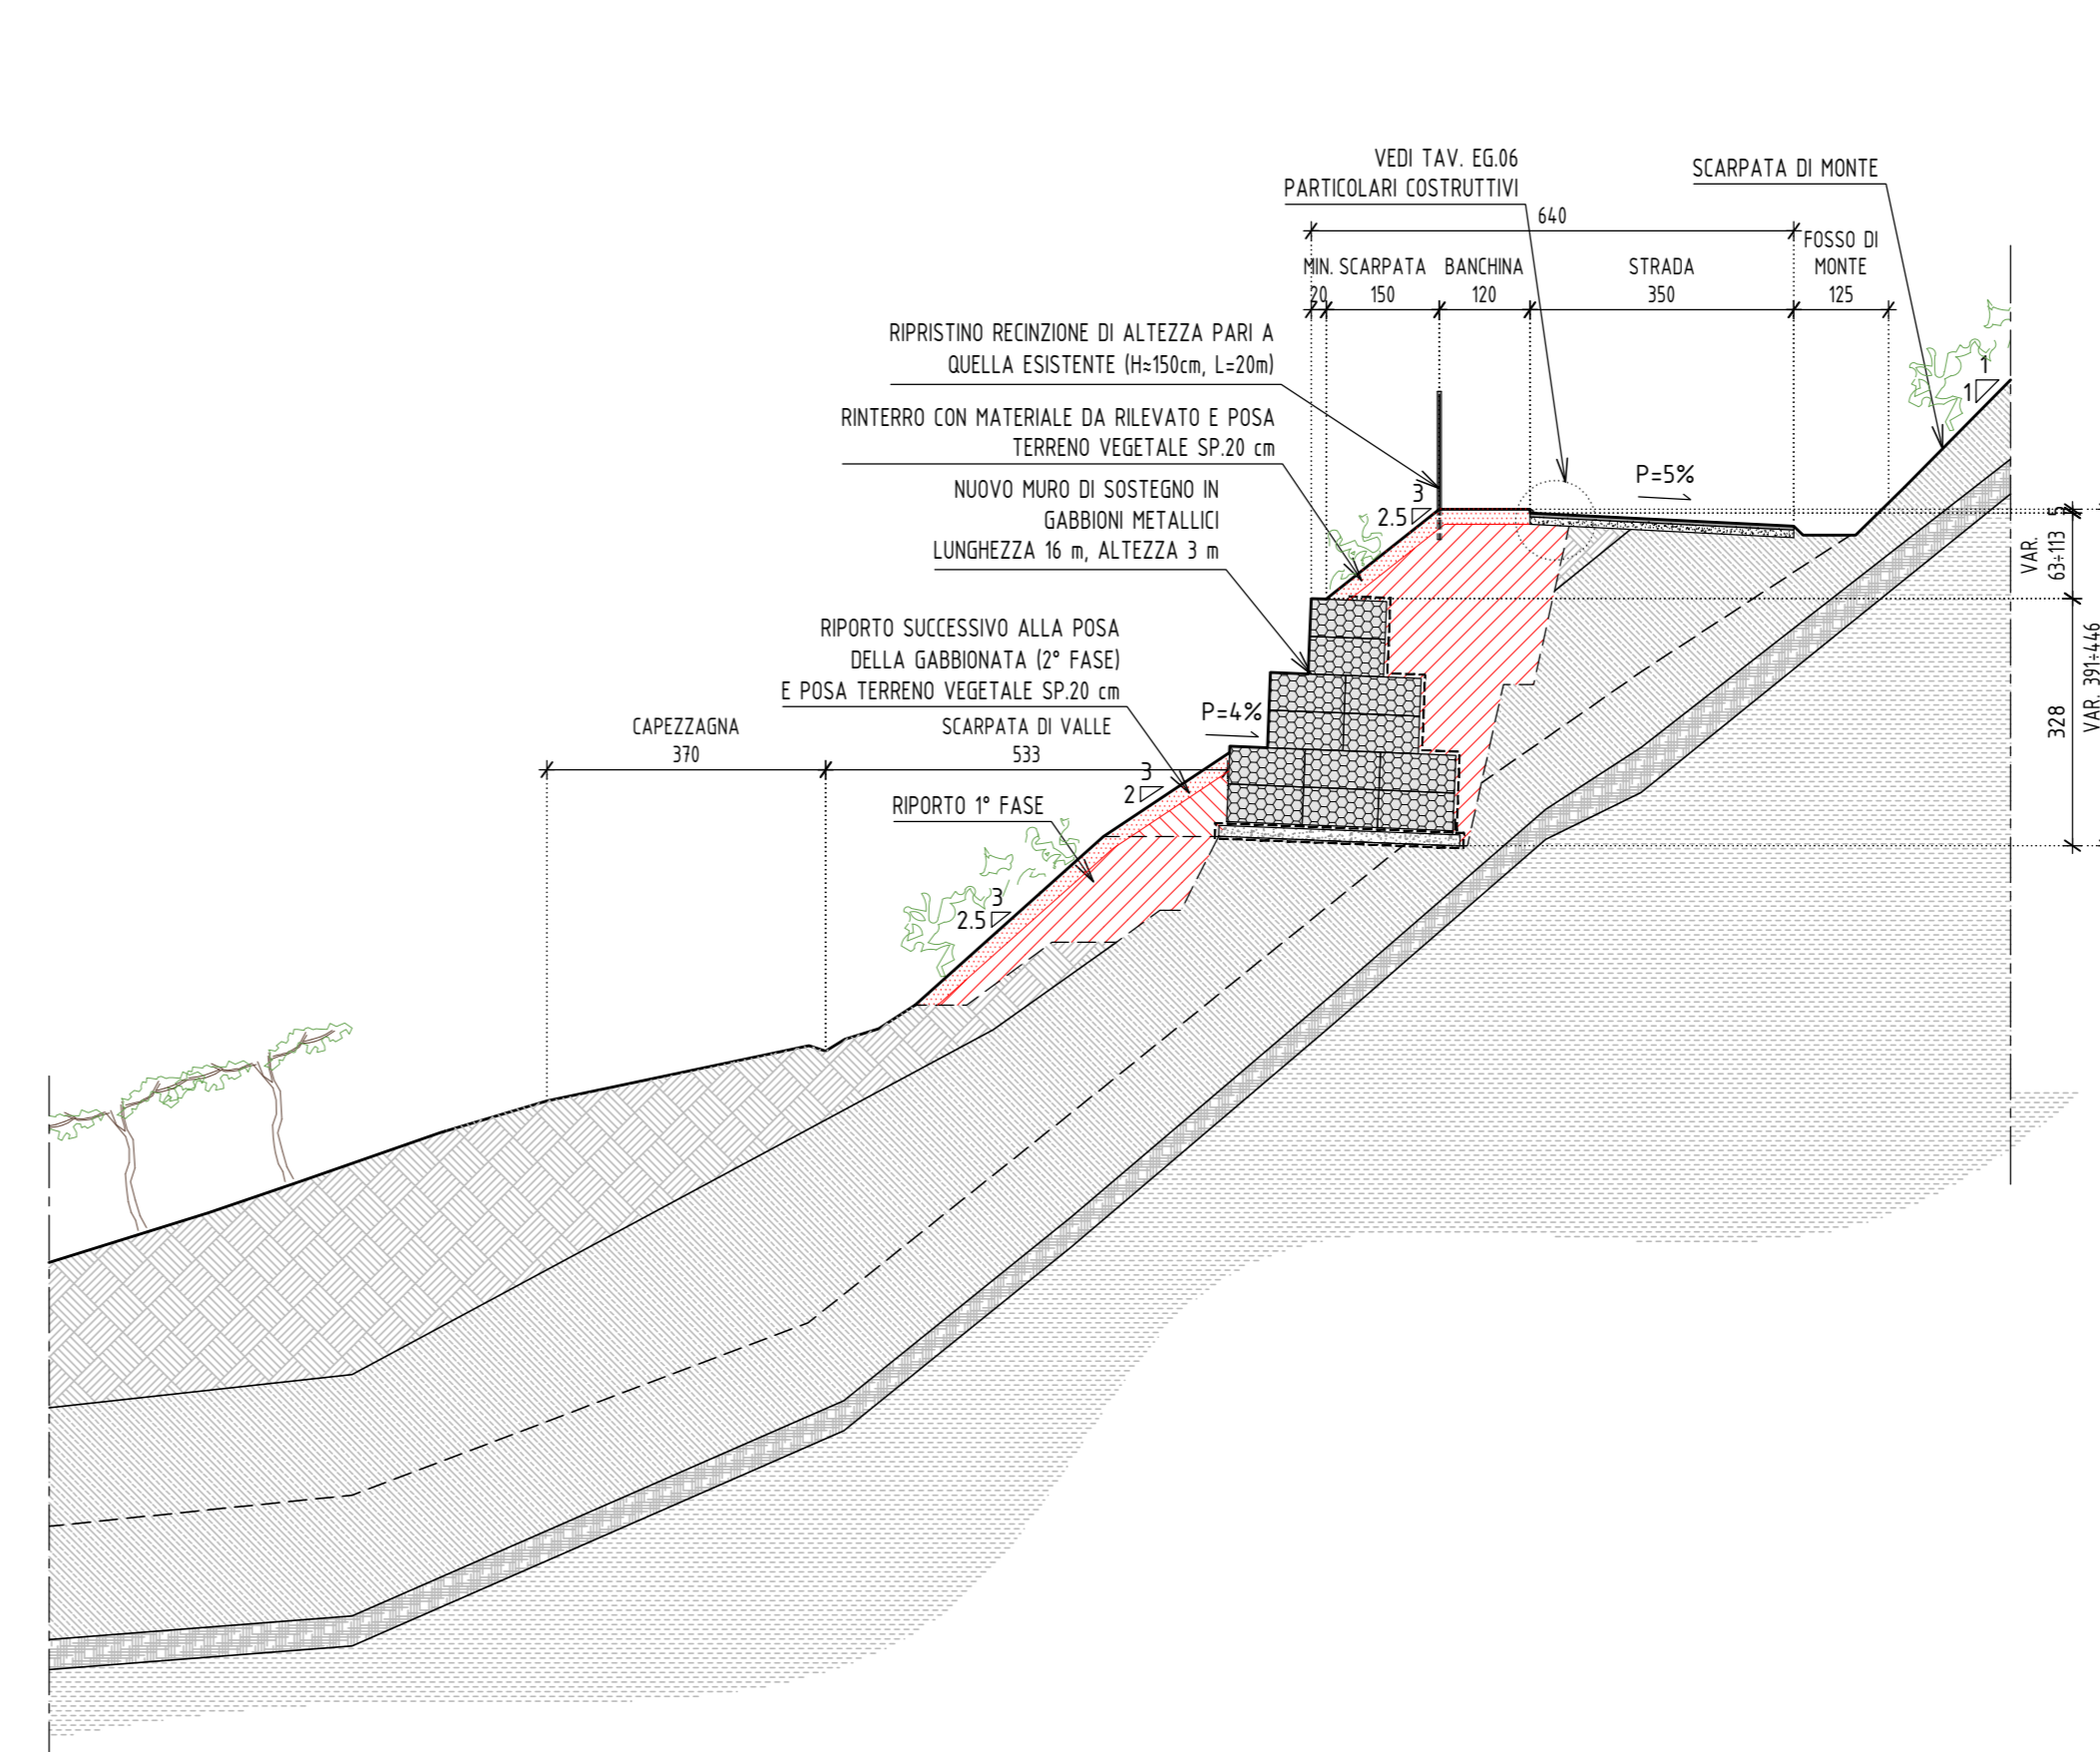 VEDI TAV. EG.06
PARTICOLARI COSTRUTTIVI
SCARPATA DI MONTE
640
FOSSO DI
MONTE
125
MIN.
20
SCARPATA
150
BANCHINA
120
STRADA
350
RIPRISTINO RECINZIONE DI ALTEZZA PARI A
QUELLA ESISTENTE (H≈150cm, L=20m)
RINTERRO CON MATERIALE DA RILEVATO E POSA
TERRENO VEGETALE SP.20 cm
NUOVO MURO DI SOSTEGNO IN
GABBIONI METALLICI
LUNGHEZZA 16 m, ALTEZZA 3 m
RIPORTO SUCCESSIVO ALLA POSA
DELLA GABBIONATA (2° FASE)
E POSA TERRENO VEGETALE SP.20 cm
CAPEZZAGNA
370
SCARPATA DI VALLE
533
RIPORTO 1° FASE
P=4%
P=5%
3
2.5
3
2
3
2.5
1
1
5
VAR.
63÷113
328
VAR. 391÷446